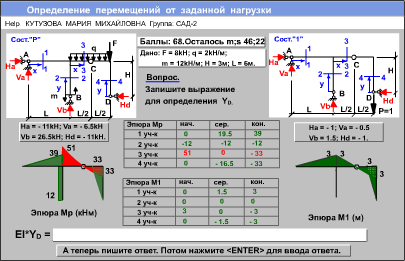 Определение перемещений от заданной нагрузки
Help КУТУЗОВА МАРИЯ МИХАЙЛОВНА Группа: САД-2
Сост."P"
Баллы: 68.Осталось m;s 46;22
Дано: F = 8kH; q = 2kH/м;
m = 12kH/м; H = 3м; L = 6м.
Вопрос.
Запишите выражение
для определения YD.
Сост."1"
A
C
B
D
Ha
Va
Vb
Hd
F
q
m
x
y
H
L
L/2
L/2
1
2
3
4
A
C
B
D
Ha
Va
Vb
Hd
P=1
x
y
H
L
L/2
L/2
1
2
3
4
Ha = - 11kH; Va = - 6.5kH
Vb = 26.5kH; Hd = - 11kH.
Эпюра Mp нач. сер. кон.
1 уч-к 0 19.5 39
2 уч-к -12 -12 -12
3 уч-к 51 0 - 33
4 уч-к 0 - 16.5 - 33
Ha = - 1; Va = - 0.5
Vb = 1.5; Hd = - 1.
39
51
33
33
12
Эпюра Mp (кНм)
Эпюра M1 нач. сер. кон.
1 уч-к 0 1.5 3
2 уч-к 0 0 0
3 уч-к 3 0 - 3
4 уч-к 0 - 1.5 - 3
3
3
3
3
Эпюра M1 (м)
EI*YD =
А теперь пишите ответ. Потом нажмите <ENTER> для ввода ответа.